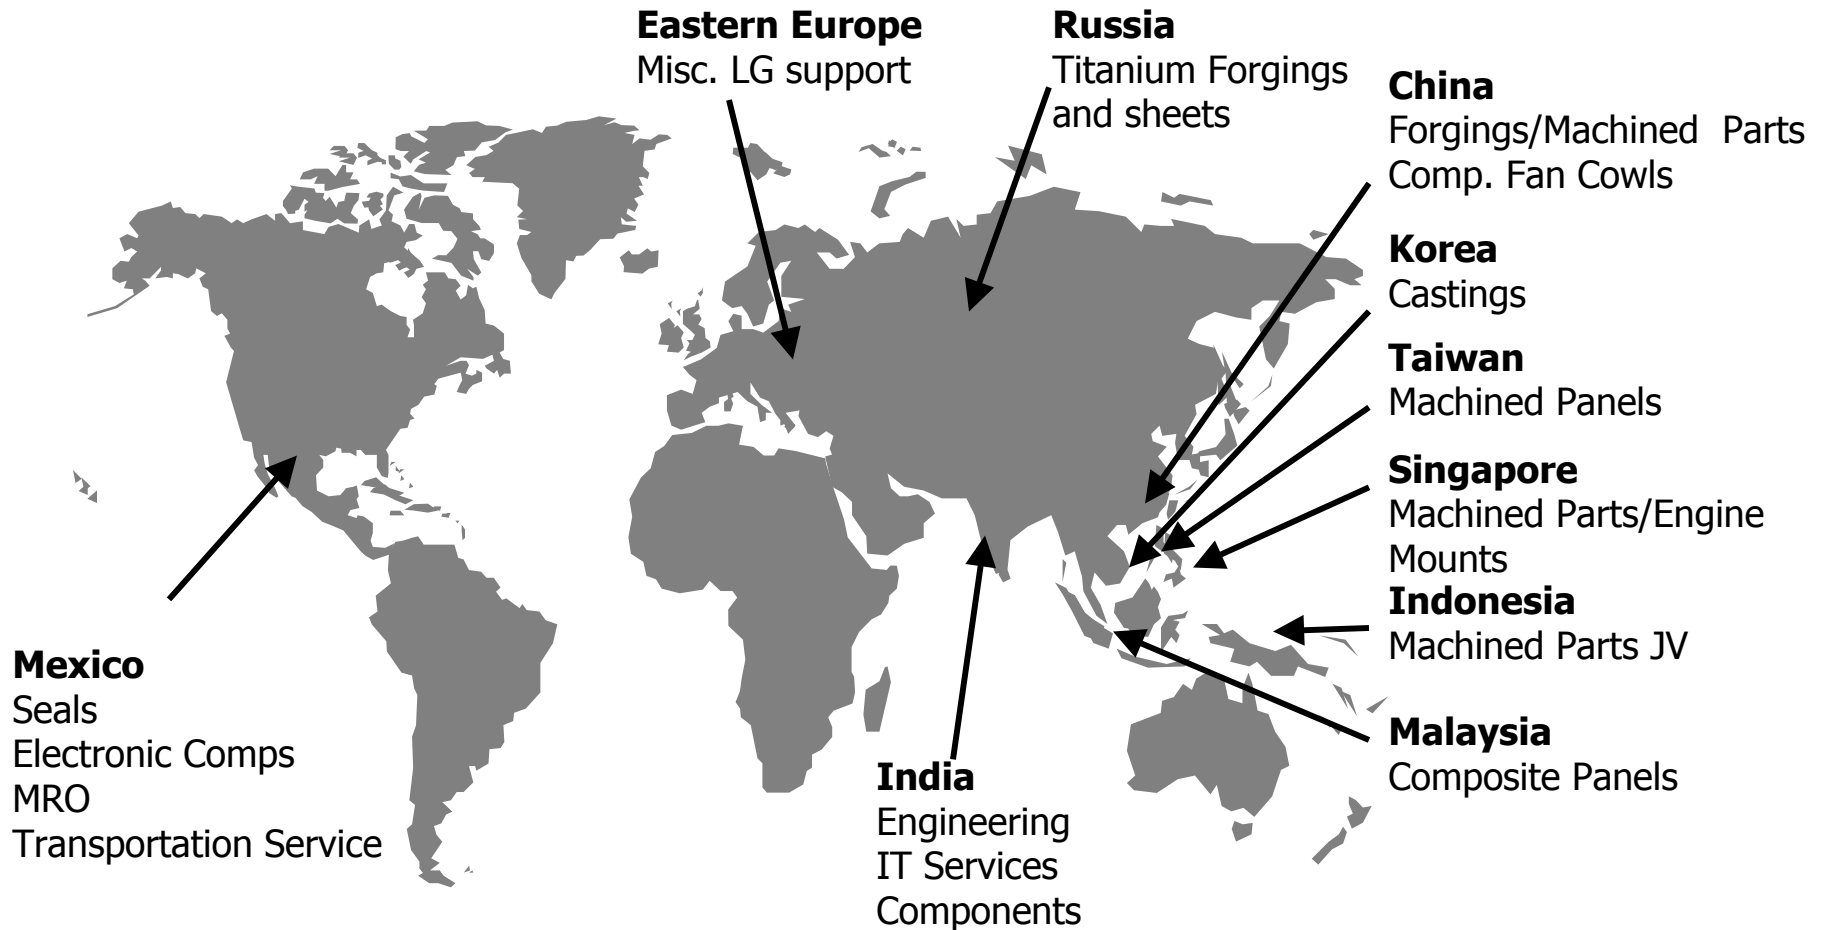 Eastern Europe
Misc. LG support
Russia
Titanium Forgings
and sheets
China
Forgings/Machined Parts
Comp. Fan Cowls
Korea
Castings
Taiwan
Machined Panels
Singapore
Machined Parts/Engine
Mounts
Indonesia
Machined Parts JV
Malaysia
Composite Panels
Mexico
Seals
Electronic Comps
MRO
Transportation Service
India
Engineering
IT Services
Components